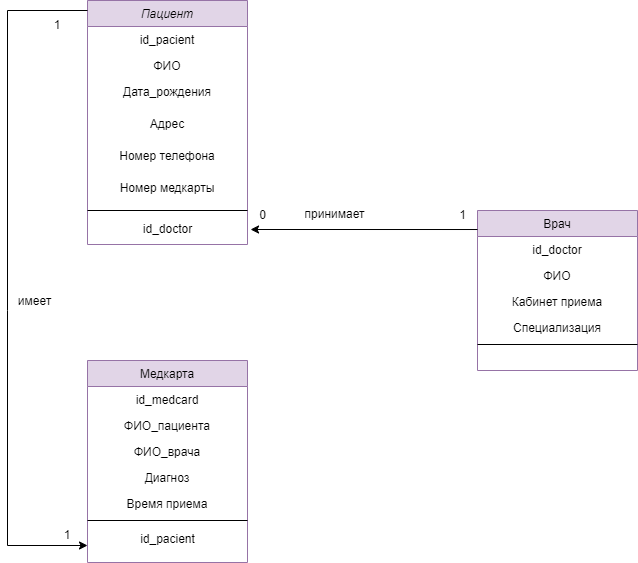 Пациент
1
id_pacient
ФИО
Дата_рождения
Адрес
Номер телефона
Номер медкарты
id_doctor
0
принимает
1
Врач
id_doctor
ФИО
Кабинет приема
Специализация
имеет
Медкарта
id_medcard
ФИО_пациента
ФИО_врача
Диагноз
Время приема
1
id_pacient